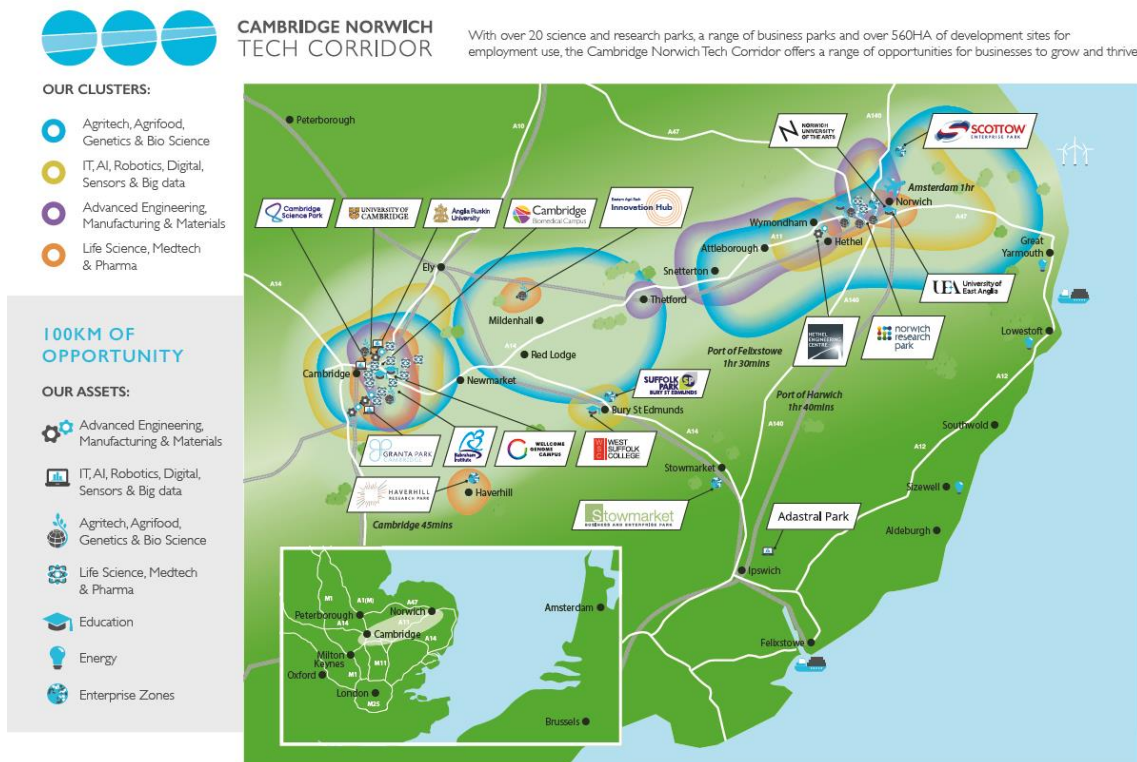 CAMBRIDGE NORWICH
TECH CORRIDOR
With over 20 science and research parks, a range of business parks and over 560HA of development sites for
employment use, the Cambridge Norwich Tech Corridor offers a range of opportunities for businesses to grow and thrive
OUR CLUSTERS:
Agritech, Agrifood,
Genetics & Bio Science
IT, AI, Robotics, Digital,
Sensors & Big data
Advanced Engineering,
Manufacturing & Materials
Life Science, Medtech
& Pharma
100KM OF
OPPORTUNITY
OUR ASSETS:
Advanced Engineering,
Manufacturing & Materials
IT, AI, Robotics, Digital,
Sensors & Big data
Agritech, Agrifood,
Genetics & Bio Science
Life Science, Medtech
& Pharma
Education
Energy
Enterprise Zones
Peterborough
A10
A47
A140
NORWICH
UNIVERSITY
OF THE ARTS
SCOTTOW
ENTERPRISE PARK
Amsterdam 1hr
Norwich
A47
Cambridge
Science Park
UNIVERSITY OF
CAMBRIDGE
Anglia Ruskin
University
Cambridge
Biomedical Campus
Innovation Hub
Wymondham
A11
Hethel
Attleborough
Snetterton
Great
Yarmouth
Ely
A14
Thetford
UEA
University of
East Anglia
Mildenhall
A140
HETHEL
ENGINEERING
CENTRE
norwich
research
park
Lowestoft
A14
Red Lodge
Port of Felixstowe
1hr 30mins
Cambridge
Newmarket
SUFFOLK
PARK
BURY ST EDMUNDS
Port of Harwich
1hr 40mins
A12
Bury St Edmunds
A140
Southwold
GRANTA PARK
CAMBRIDGE
Babraham
Institute
WELLCOME
GENOME
CAMPUS
WEST
SUFFOLK
COLLEGE
A14
A12
Stowmarket
HAVERHILL
RESEARCH PARK
Haverhill
Sizewell
Cambridge 45mins
Stowmarket
BUSINESS AND ENTERPRISE PARK
Adastral Park
Aldeburgh
Ipswich
Felixstowe
M1
A1(M)
A47
Peterborough
Norwich
A14
A11
Cambridge
A14
Milton
Keynes
M11
Oxford
M1
London
M25
Amsterdam
Brussels